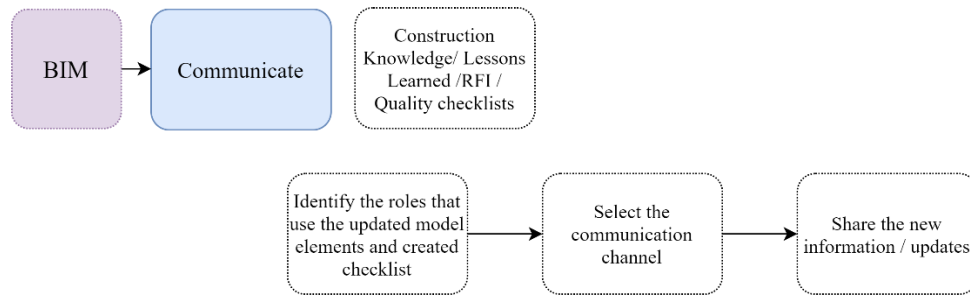 BIM
Communicate
Construction
Knowledge/ Lessons
Learned /RFI /
Quality checklists
Identify the roles that
use the updated model
elements and created
checklist
Select the
communication
channel
Share the new
information / updates